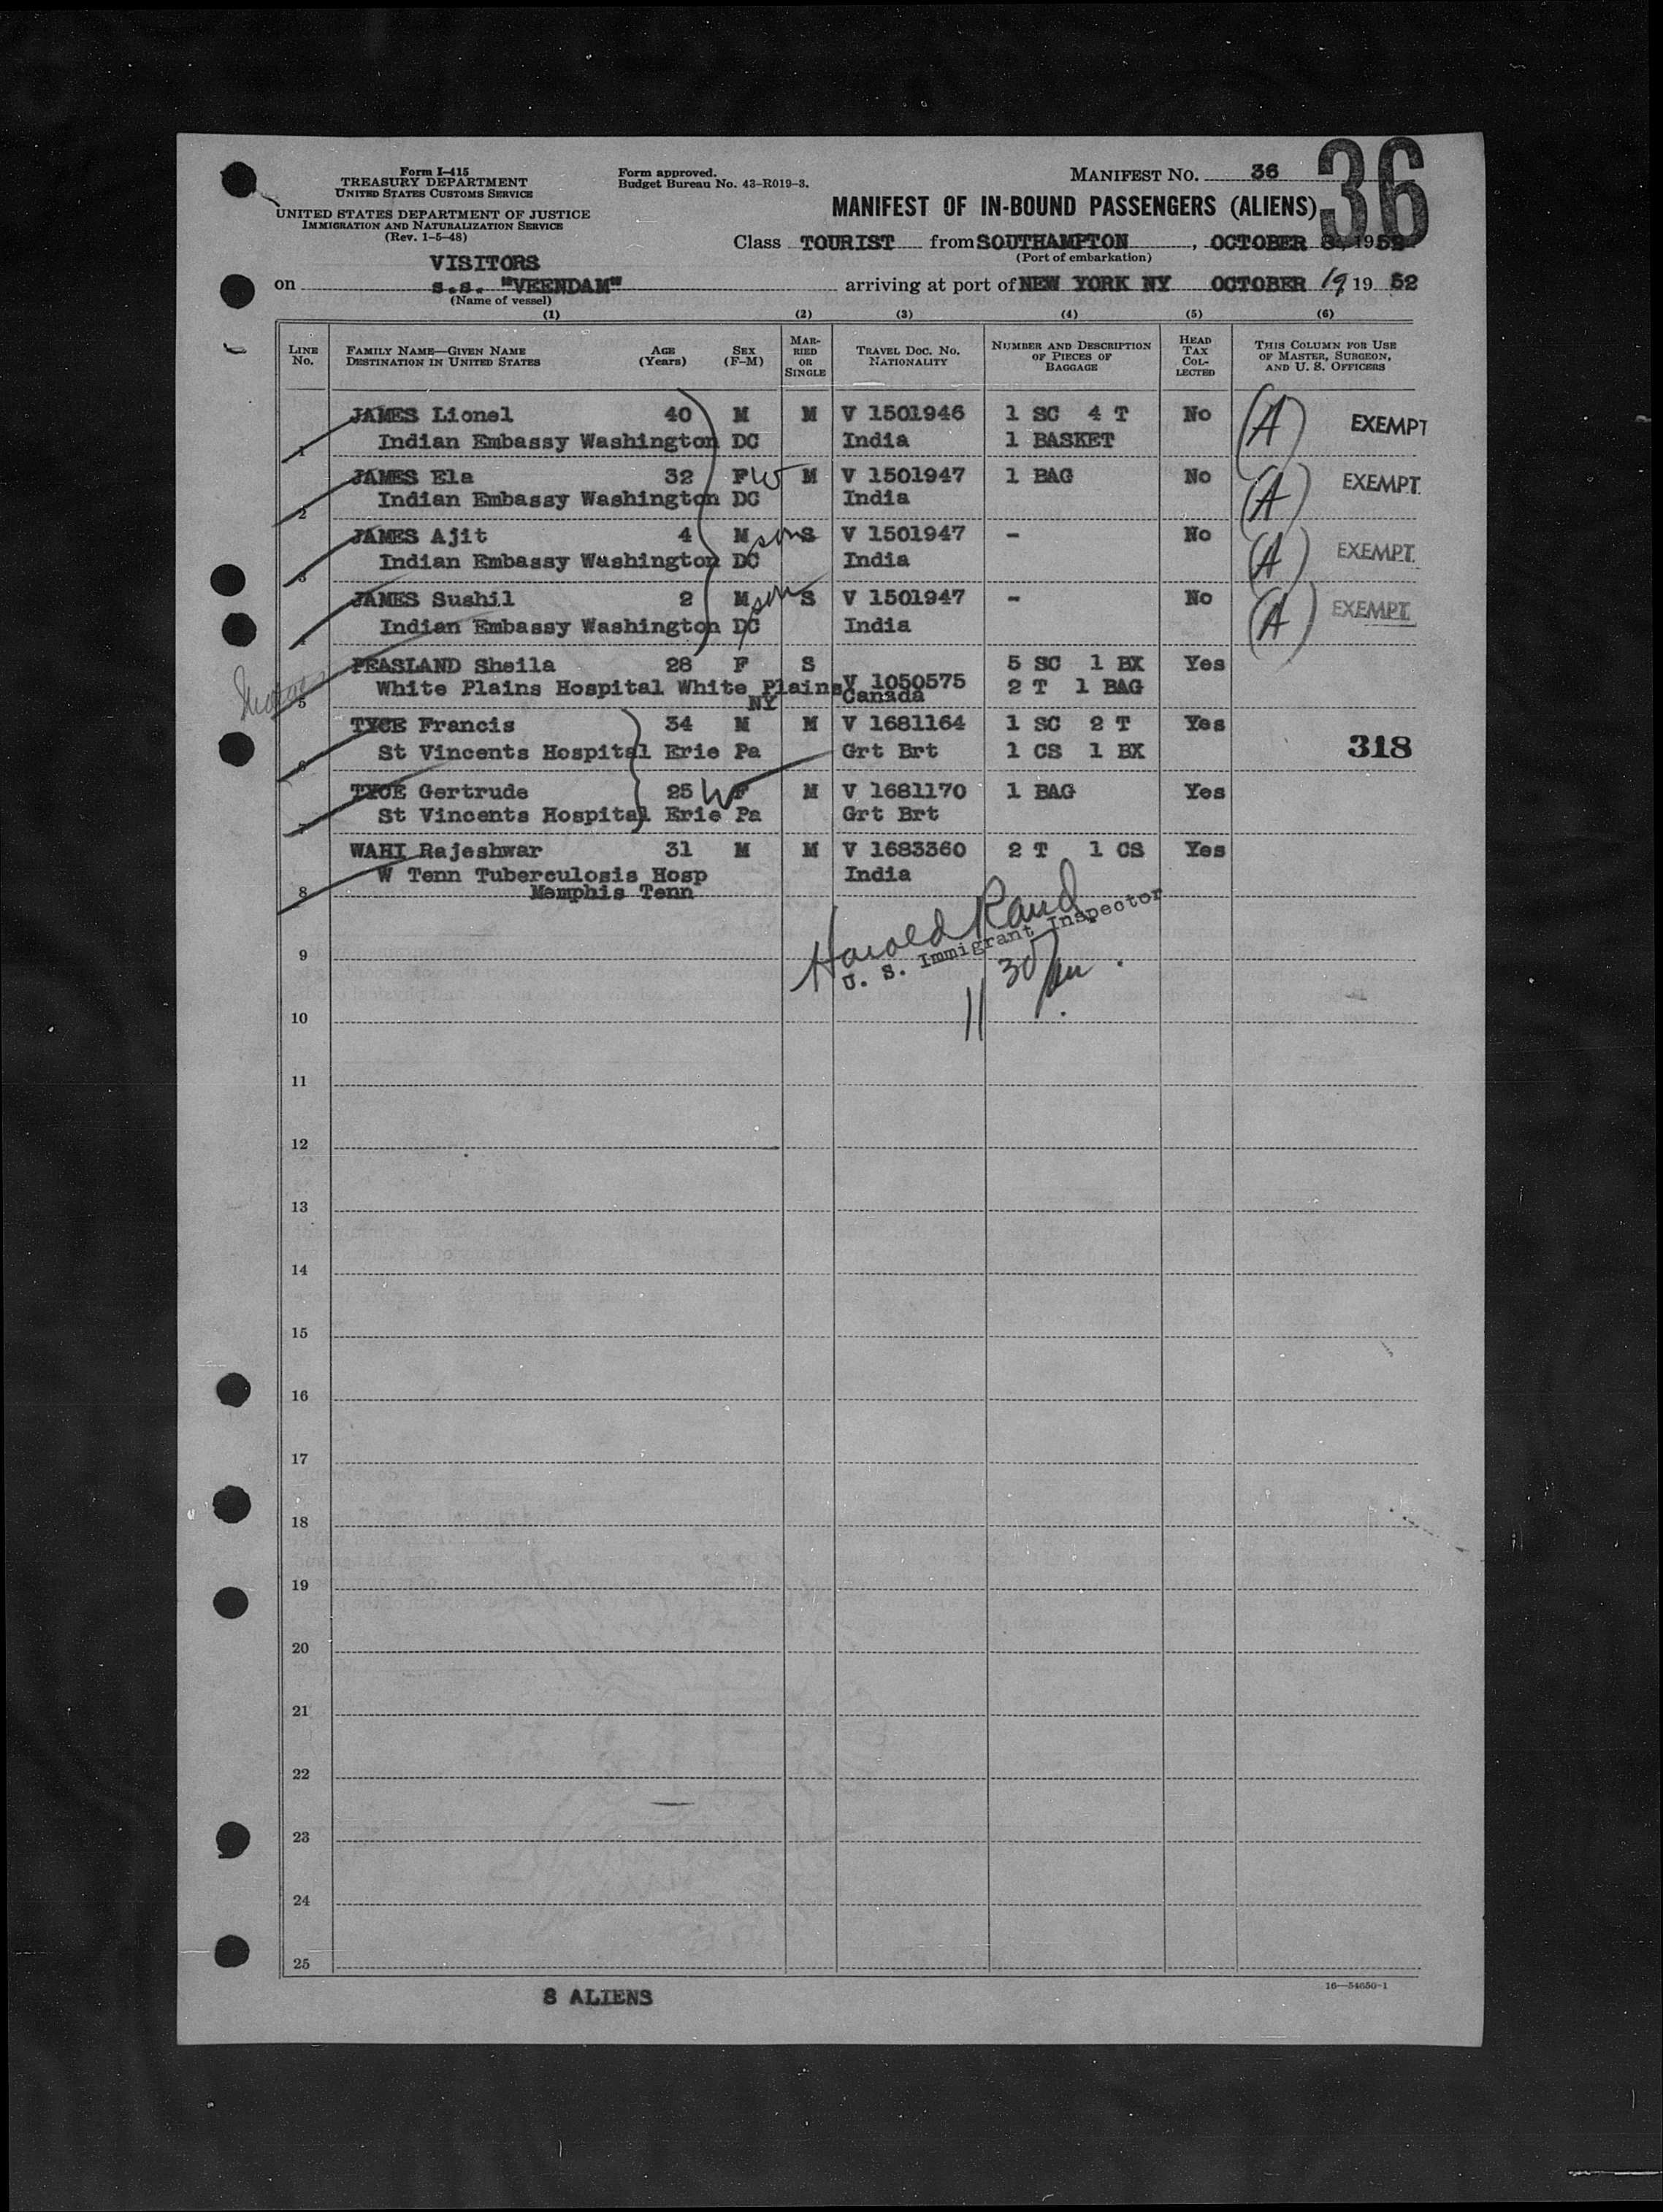 Form I-415
TREASURY DEPARTMENT
UNITED STATES CUSTOMS SERVICE
UNITED STATES DEPARTMENT OF JUSTICE
IMMIGRATION AND NATURALIZATION SERVICE
(Rev. 1-5-48)
Form approved.
Budget Bureau No. 43-R019-3.
MANIFEST NO. 36
36
MANIFEST OF IN-BOUND PASSENGERS (ALIENS)
Class TOURIST from SOUTHAMPTON, OCTOBER 8, 1952
(Port of embarkation)
VISITORS
on s.s. "VEENDAM" arriving at port of NEW YORK NY OCTOBER 19 1952
(Name of vessel)
(1) (2) (3) (4) (5) (6)
LINE No.
FAMILY NAME—GIVEN NAME
DESTINATION IN UNITED STATES
AGE (Years)
SEX (F-M)
MARRIED OR SINGLE
TRAVEL DOC. NO. NATIONALITY
NUMBER AND DESCRIPTION OF PIECES OF BAGGAGE
HEAD TAX COLLECTED
THIS COLUMN FOR USE OF MASTER, SURGEON, AND U. S. OFFICERS
JAMES Lionel 40 M M V 1501946 1 SC 4 T No (A) EXEMPT
1 Indian Embassy Washington DC India 1 BASKET
JAMES Ela 32 F W M V 1501947 1 BAG No (A) EXEMPT
2 Indian Embassy Washington DC India
JAMES Ajit 4 M son S V 1501947 - No (A) EXEMPT
3 Indian Embassy Washington DC India
JAMES Sushil 2 M son S V 1501947 - No (A) EXEMPT
4 Indian Embassy Washington DC India
PEASLAND Sheila 28 F S 5 SC 1 BX Yes
5 White Plains Hospital White Plains V 1050575 2 T 1 BAG
NY Canada
TYCE Francis 34 M M V 1681164 1 SC 2 T Yes
6 St Vincents Hospital Erie Pa Grt Brt 1 CS 1 BX 318
TYCE Gertrude 25 W F M V 1681170 1 BAG Yes
7 St Vincents Hospital Erie Pa Grt Brt
WAHI Rajeshwar 31 M M V 1683360 2 T 1 CS Yes
W Tenn Tuberculosis Hosp India
8 Memphis Tenn
Harold Rand
U. S. Immigrant Inspector
9
11 30
10
11
12
13
14
15
16
17
18
19
20
21
22
23
24
25
8 ALIENS
16—54650-1